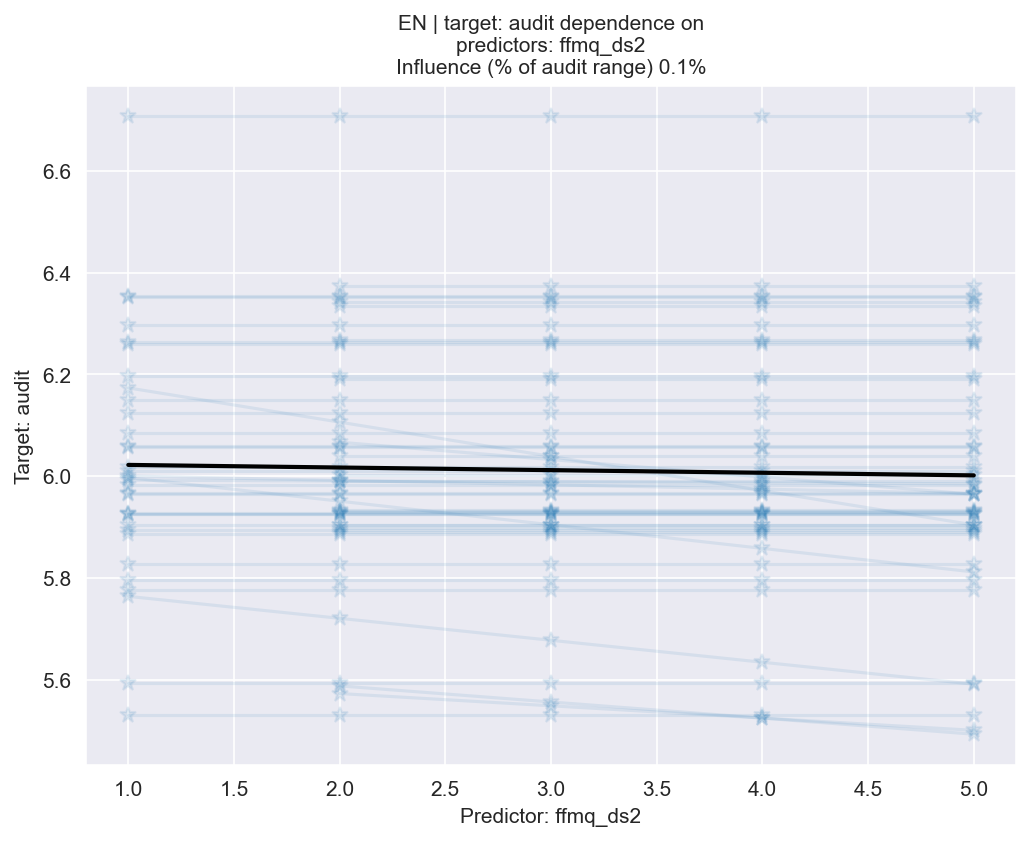 EN | target: audit dependence on
predictors: ffmq_ds2
Influence (% of audit range) 0.1%
6.6
6.4
6.2
6.0
5.8
5.6
Target: audit
1.0 1.5 2.0 2.5 3.0 3.5 4.0 4.5 5.0
Predictor: ffmq_ds2